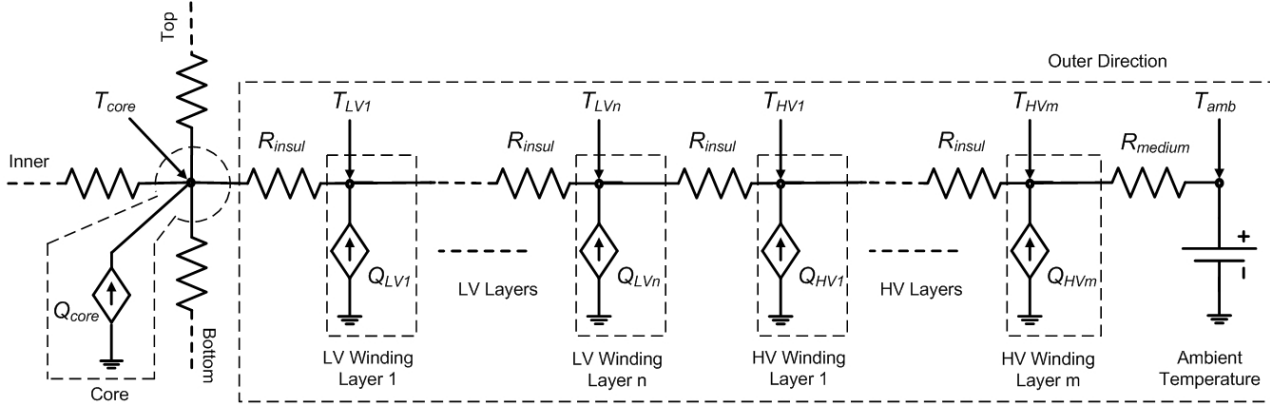 Top
Outer Direction
T_core
T_LV1
T_LVn
T_HV1
T_HVm
T_amb
Inner
R_insul
R_insul
R_insul
R_insul
R_medium
Q_core
Q_LV1
Q_LVn
Q_HV1
Q_HVm
+
-
LV Layers
HV Layers
Bottom
Core
LV Winding
Layer 1
LV Winding
Layer n
HV Winding
Layer 1
HV Winding
Layer m
Ambient
Temperature